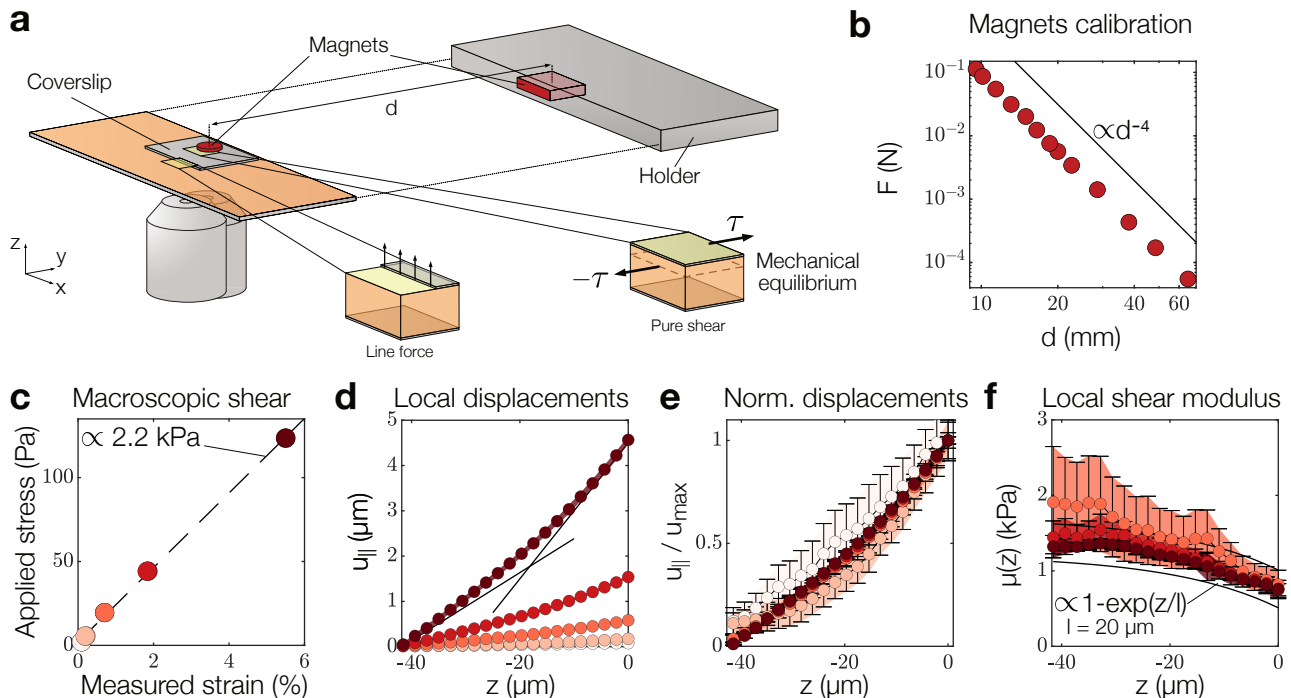 a
Magnets
Coverslip
d
Holder
z
y
x
τ
−τ
Mechanical
equilibrium
Line force
Pure shear
b
Magnets calibration
F (N)
10⁻¹
10⁻²
10⁻³
10⁻⁴
∝d⁻⁴
10 20 40 60
d (mm)
c
Macroscopic shear
Applied stress (Pa)
100
50
0
∝ 2.2 kPa
0 2 4 6
Measured strain (%)
d
Local displacements
u∥ (µm)
5
4
3
2
1
0
-40 -20 0
z (µm)
e
Norm. displacements
u∥ / umax
1
0.5
0
-40 -20 0
z (µm)
f
Local shear modulus
µ(z) (kPa)
3
2
1
0
∝1-exp(z/l)
l = 20 µm
-40 -20 0
z (µm)